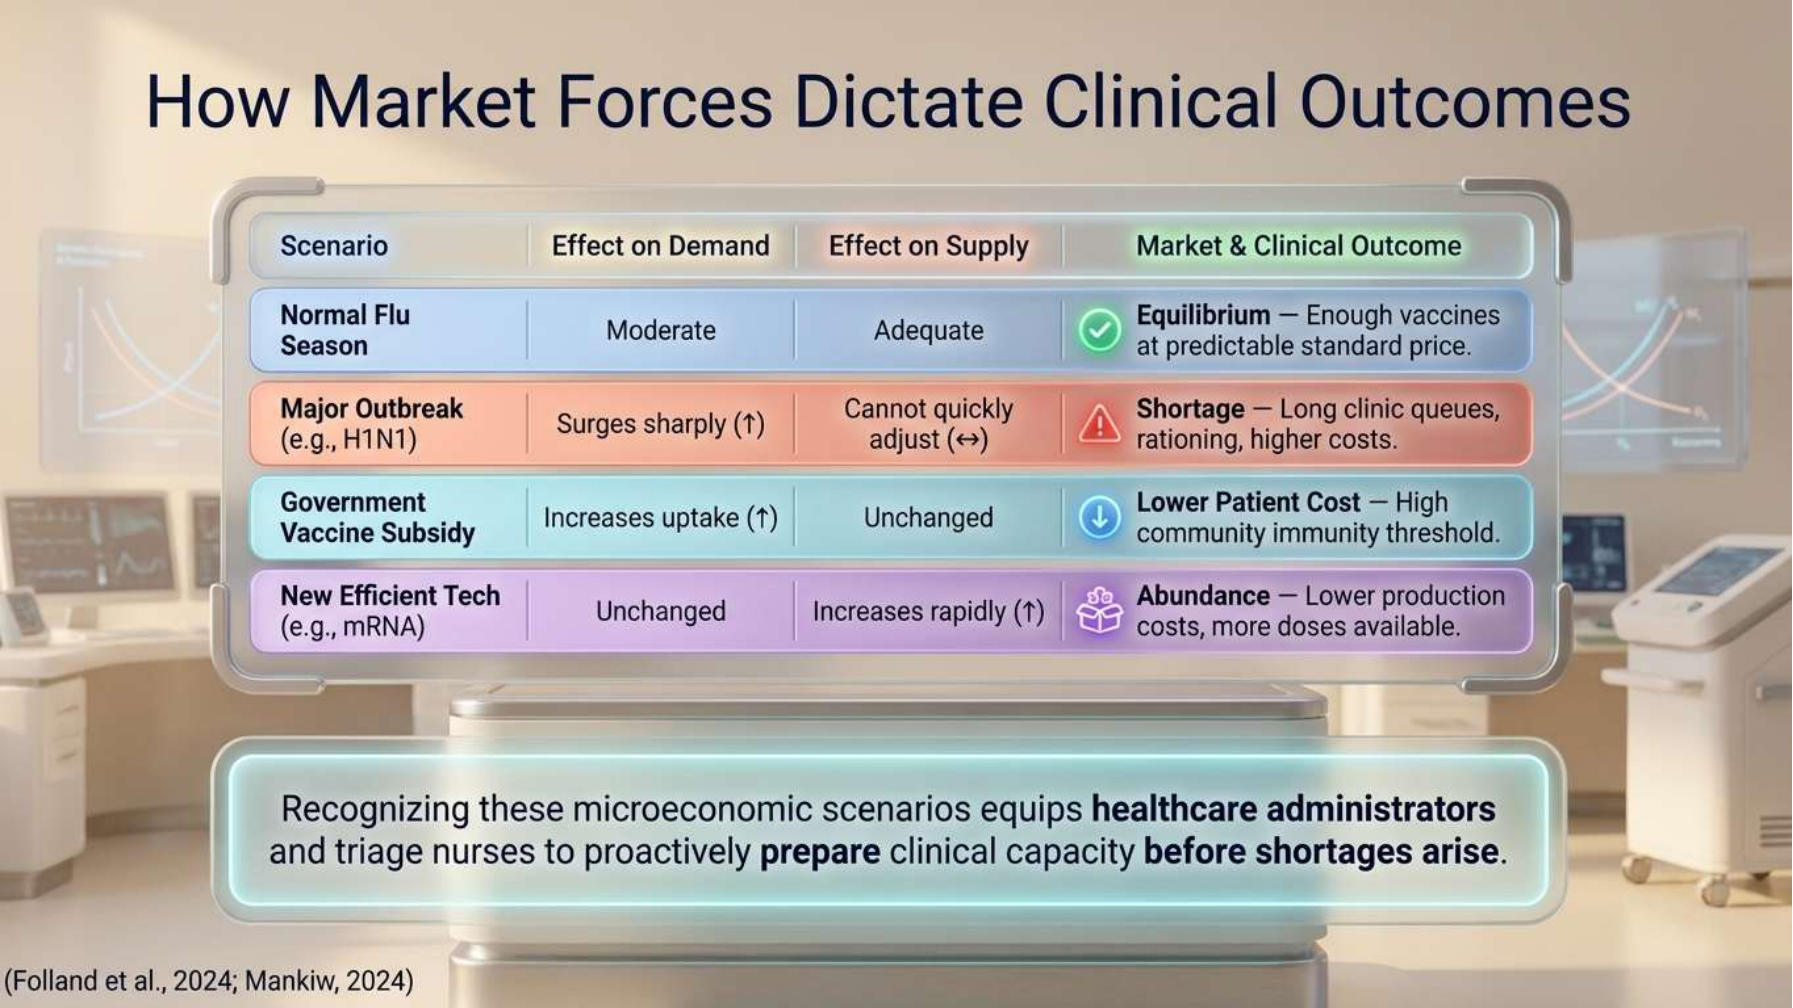 How Market Forces Dictate Clinical Outcomes
Scenario
Effect on Demand
Effect on Supply
Market & Clinical Outcome
Normal Flu
Season
Moderate
Adequate
Equilibrium — Enough vaccines
at predictable standard price.
Major Outbreak
(e.g., H1N1)
Surges sharply (↑)
Cannot quickly
adjust (↔)
Shortage — Long clinic queues,
rationing, higher costs.
Government
Vaccine Subsidy
Increases uptake (↑)
Unchanged
Lower Patient Cost — High
community immunity threshold.
New Efficient Tech
(e.g., mRNA)
Unchanged
Increases rapidly (↑)
Abundance — Lower production
costs, more doses available.
Recognizing these microeconomic scenarios equips healthcare administrators
and triage nurses to proactively prepare clinical capacity before shortages arise.
(Folland et al., 2024; Mankiw, 2024)